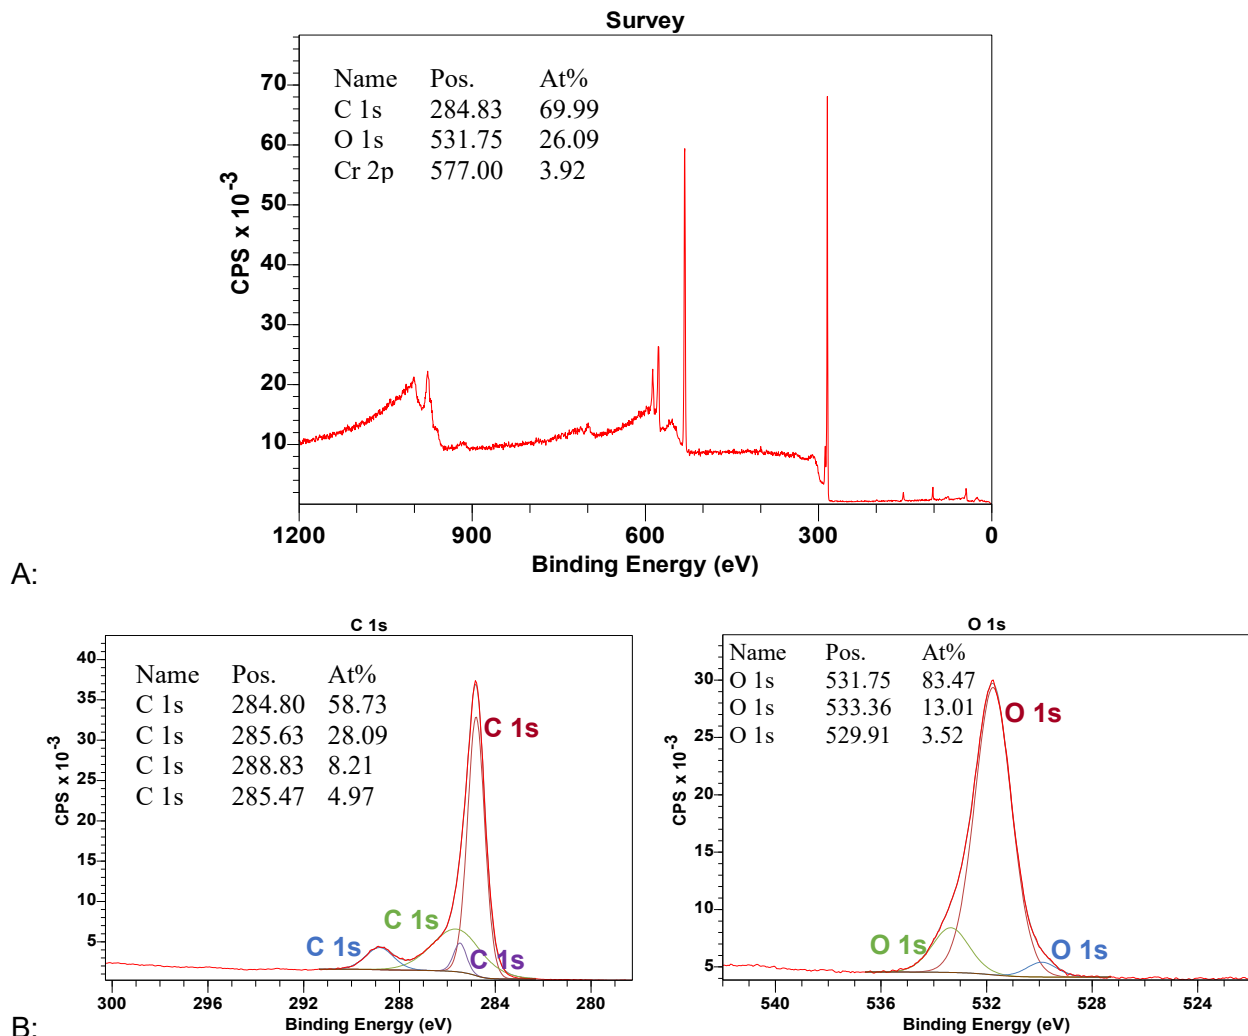 Survey
Name Pos. At%
C 1s 284.83 69.99
O 1s 531.75 26.09
Cr 2p 577.00 3.92
CPS x 10⁻³
70
60
50
40
30
20
10
1200 900 600 300 0
Binding Energy (eV)
A:
C 1s
Name Pos. At%
C 1s 284.80 58.73
C 1s 285.63 28.09
C 1s 288.83 8.21
C 1s 285.47 4.97
C 1s
C 1s
C 1s
C 1s
CPS x 10⁻³
40
35
30
25
20
15
10
5
300 296 292 288 284 280
Binding Energy (eV)
O 1s
Name Pos. At%
O 1s 531.75 83.47
O 1s 533.36 13.01
O 1s 529.91 3.52
O 1s
O 1s
O 1s
CPS x 10⁻³
30
25
20
15
10
5
540 536 532 528 524
Binding Energy (eV)
B: